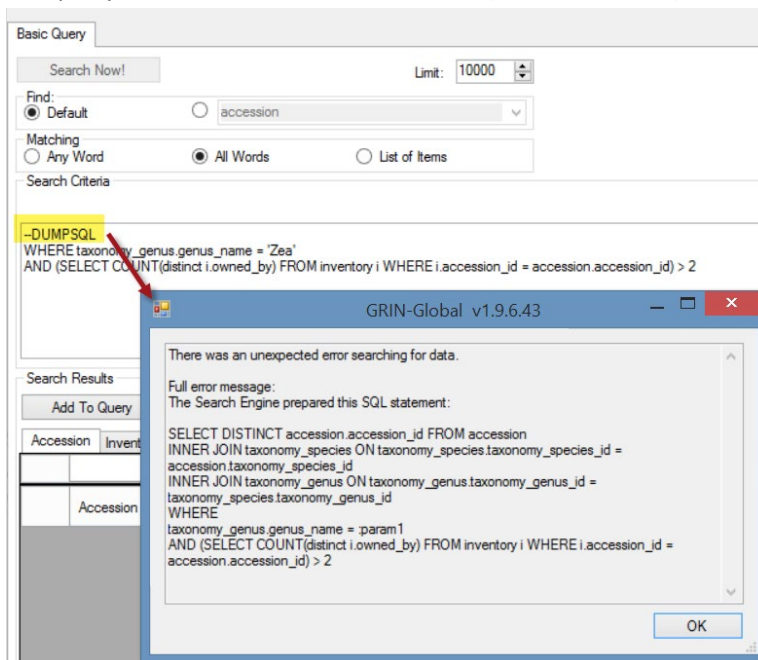 Basic Query
Search Now!
Limit: 10000
Find:
Default
accession
Matching
Any Word
All Words
List of Items
Search Criteria
--DUMPSQL
WHERE taxonomy_genus.genus_name = 'Zea'
AND (SELECT COUNT(distinct i.owned_by) FROM inventory i WHERE i.accession_id = accession.accession_id) > 2
GRIN-Global v1.9.6.43
There was an unexpected error searching for data.
Full error message:
The Search Engine prepared this SQL statement:
SELECT DISTINCT accession.accession_id FROM accession
INNER JOIN taxonomy_species ON taxonomy_species.taxonomy_species_id =
accession.taxonomy_species_id
INNER JOIN taxonomy_genus ON taxonomy_genus.taxonomy_genus_id =
taxonomy_species.taxonomy_genus_id
WHERE
taxonomy_genus.genus_name = :param1
AND (SELECT COUNT(distinct i.owned_by) FROM inventory i WHERE i.accession_id =
accession.accession_id) > 2
OK
Search Results
Add To Query
Accession Invent
Accession